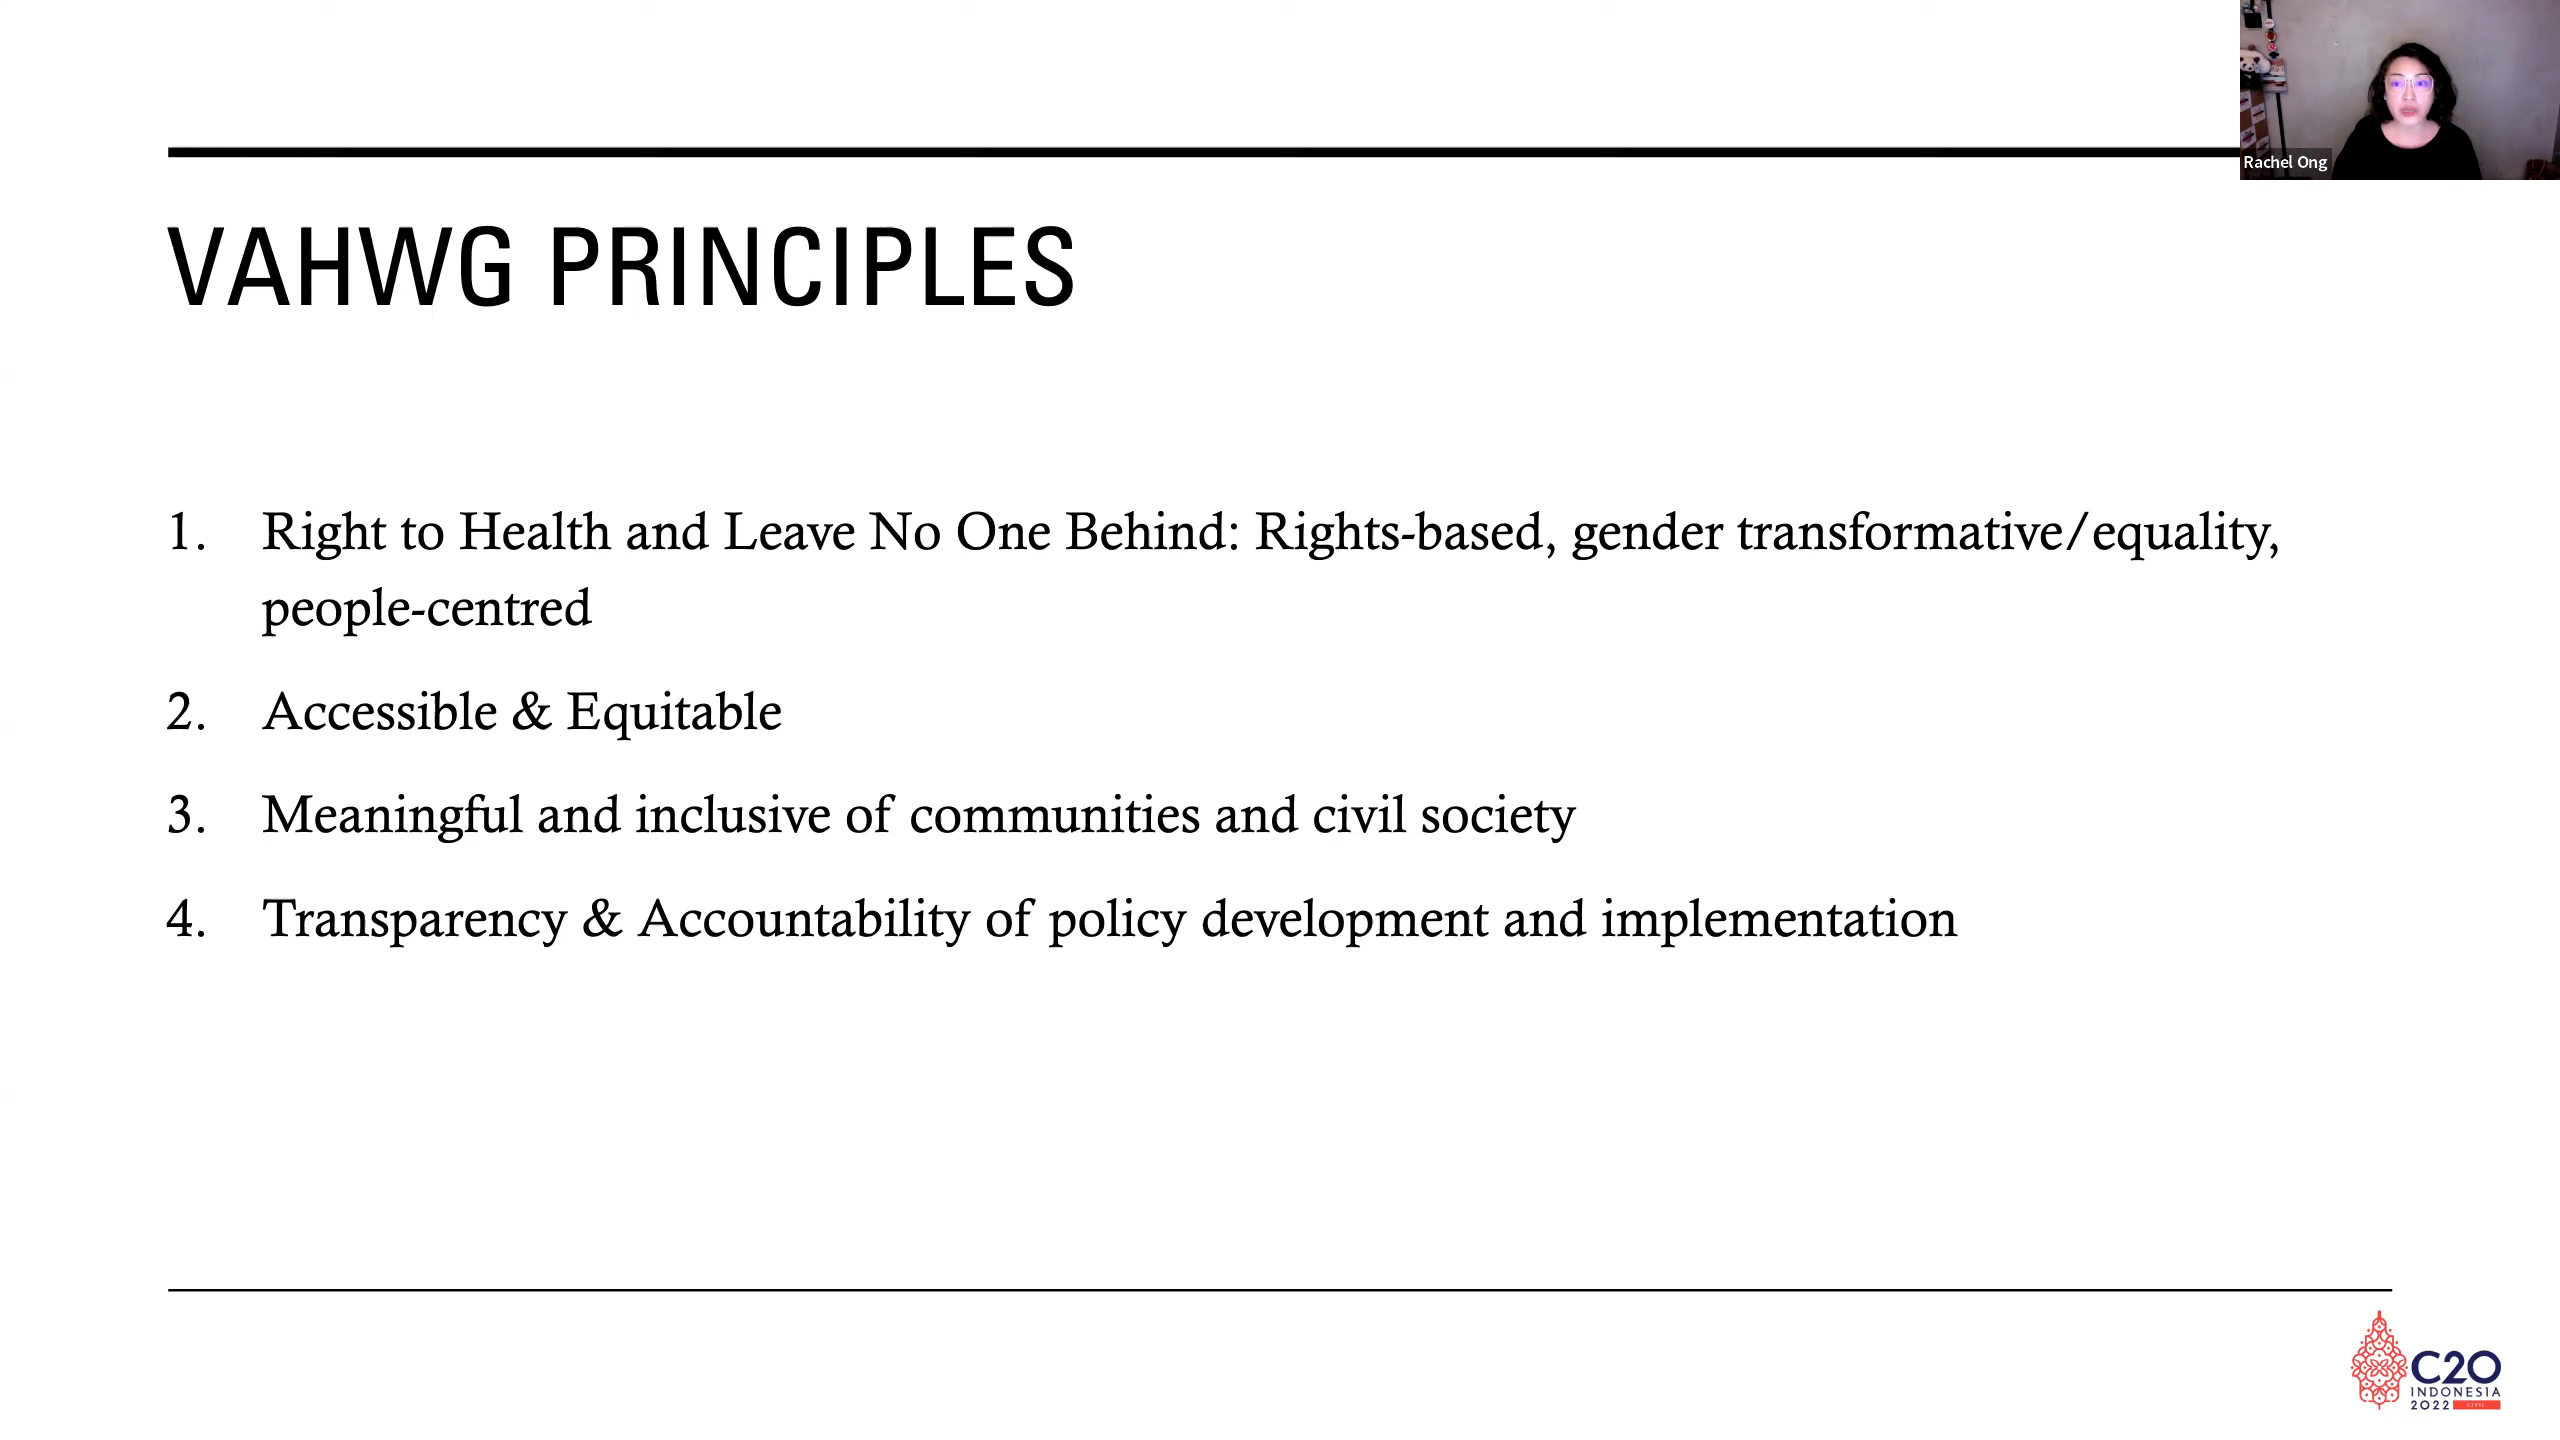 Rachel Ong
VAHWG PRINCIPLES
1. Right to Health and Leave No One Behind: Rights-based, gender transformative/equality,
people-centred
2. Accessible & Equitable
3. Meaningful and inclusive of communities and civil society
4. Transparency & Accountability of policy development and implementation
C20
INDONESIA
2022